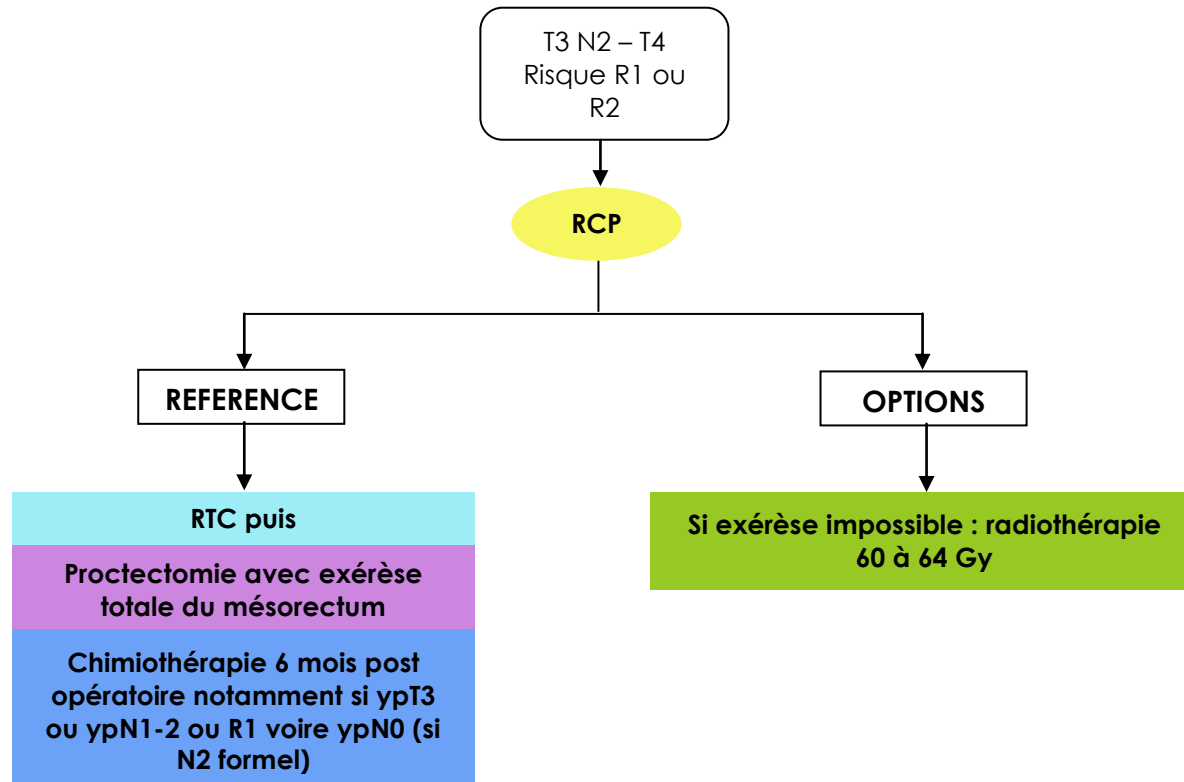 T3 N2 – T4
Risque R1 ou
R2
RCP
REFERENCE
OPTIONS
RTC puis
Proctectomie avec exérèse
totale du mésorectum
Chimiothérapie 6 mois post
opératoire notamment si ypT3
ou ypN1-2 ou R1 voire ypN0 (si
N2 formel)
Si exérèse impossible : radiothérapie
60 à 64 Gy